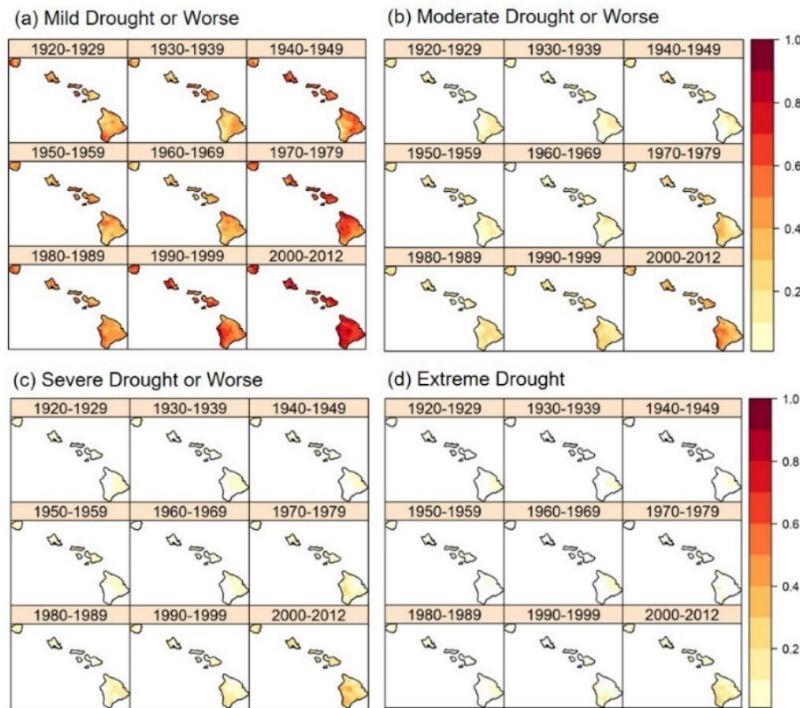 (a) Mild Drought or Worse
1920-1929 1930-1939 1940-1949
1950-1959 1960-1969 1970-1979
1980-1989 1990-1999 2000-2012
(b) Moderate Drought or Worse
1920-1929 1930-1939 1940-1949
1950-1959 1960-1969 1970-1979
1980-1989 1990-1999 2000-2012
1.0
0.8
0.6
0.4
0.2
(c) Severe Drought or Worse
1920-1929 1930-1939 1940-1949
1950-1959 1960-1969 1970-1979
1980-1989 1990-1999 2000-2012
(d) Extreme Drought
1920-1929 1930-1939 1940-1949
1950-1959 1960-1969 1970-1979
1980-1989 1990-1999 2000-2012
1.0
0.8
0.6
0.4
0.2